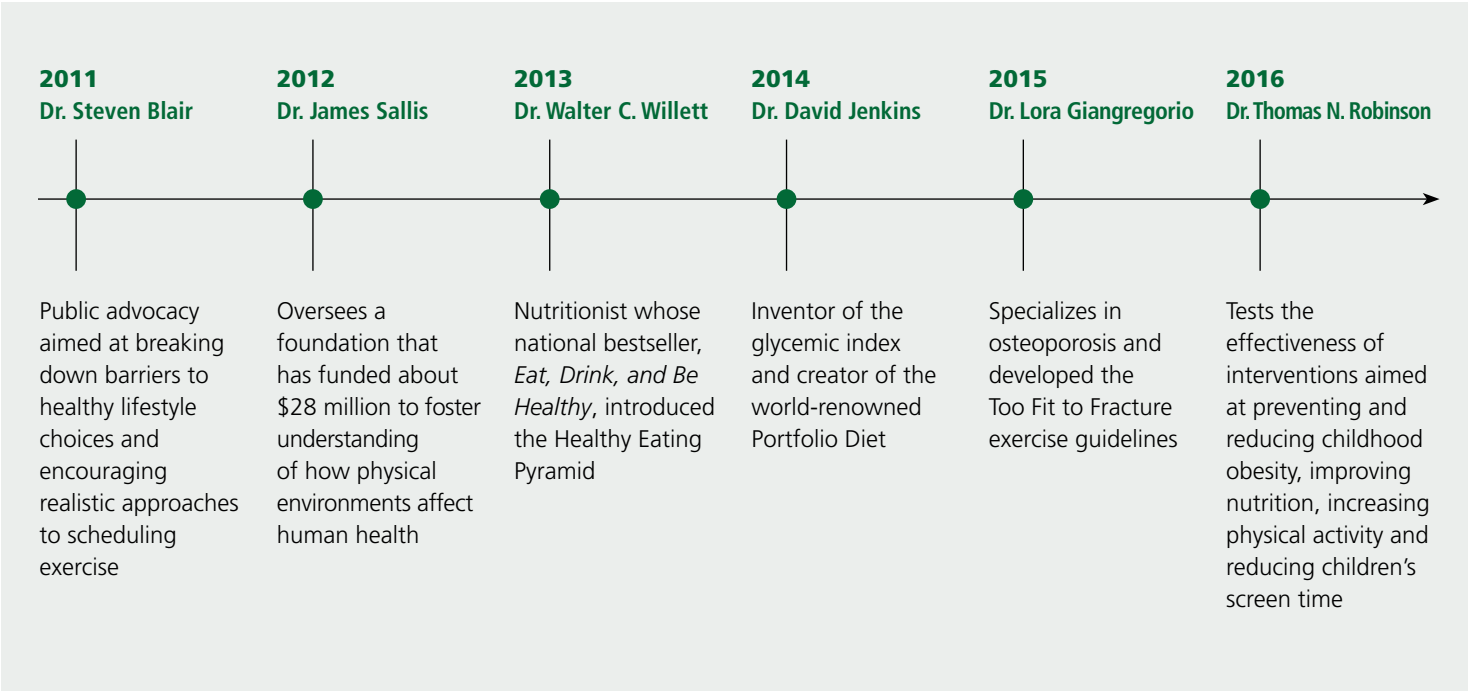 2011
Dr. Steven Blair
Public advocacy
aimed at breaking
down barriers to
healthy lifestyle
choices and
encouraging
realistic approaches
to scheduling
exercise
2012
Dr. James Sallis
Oversees a
foundation that
has funded about
$28 million to foster
understanding
of how physical
environments affect
human health
2013
Dr. Walter C. Willett
Nutritionist whose
national bestseller,
Eat, Drink, and Be
Healthy, introduced
the Healthy Eating
Pyramid
2014
Dr. David Jenkins
Inventor of the
glycemic index
and creator of the
world-renowned
Portfolio Diet
2015
Dr. Lora Giangregorio
Specializes in
osteoporosis and
developed the
Too Fit to Fracture
exercise guidelines
2016
Dr. Thomas N. Robinson
Tests the
effectiveness of
interventions aimed
at preventing and
reducing childhood
obesity, improving
nutrition, increasing
physical activity and
reducing children’s
screen time